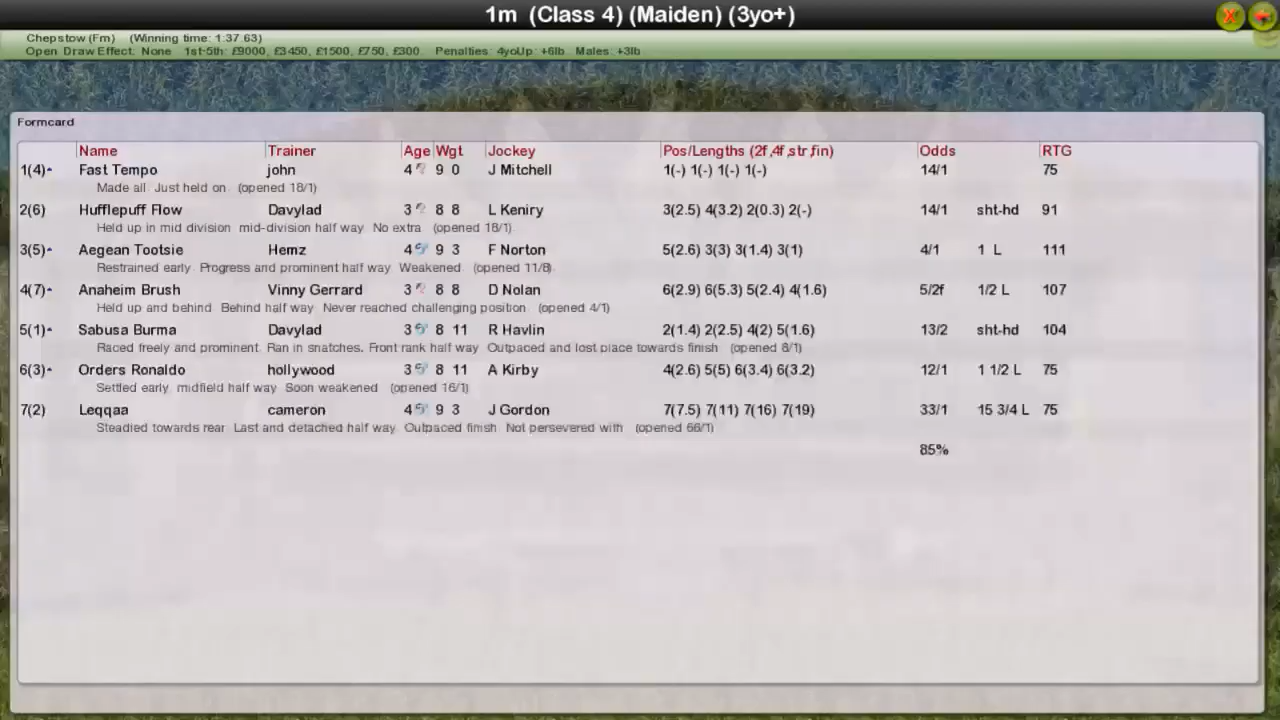 1m (Class 4) (Maiden) (3yo+)
Chepstow (Fm) (Winning time: 1:37.63)
Open. Draw Effect: None 1st-5th: £9000, £3450, £1500, £750, £300. Penalties: 4yoUp: +6lb. Males: +3lb
Formcard
Name Trainer Age Wgt Jockey Pos/Lengths (2f,4f,str,fin) Odds RTG
1(4) Fast Tempo john 4 9 0 J Mitchell 1(-) 1(-) 1(-) 1(-) 14/1 75
Made all. Just held on. (opened 18/1)
2(6) Hufflepuff Flow Davylad 3 8 8 L Keniry 3(2.5) 4(3.2) 2(0.3) 2(-) 14/1 sht-hd 91
Held up in mid division. mid-division half way. No extra. (opened 18/1)
3(5) Aegean Tootsie Hemz 4 9 3 F Norton 5(2.6) 3(3) 3(1.4) 3(1) 4/1 1 L 111
Restrained early. Progress and prominent half way. Weakened. (opened 11/8)
4(7) Anaheim Brush Vinny Gerrard 3 8 8 D Nolan 6(2.9) 6(5.3) 5(2.4) 4(1.6) 5/2f 1/2 L 107
Held up and behind. Behind half way. Never reached challenging position. (opened 4/1)
5(1) Sabusa Burma Davylad 3 8 11 R Havlin 2(1.4) 2(2.5) 4(2) 5(1.6) 13/2 sht-hd 104
Raced freely and prominent. Ran in snatches. Front rank half way. Outpaced and lost place towards finish. (opened 8/1)
6(3) Orders Ronaldo hollywood 3 8 11 A Kirby 4(2.6) 5(5) 6(3.4) 6(3.2) 12/1 1 1/2 L 75
Settled early. midfield half way. Soon weakened. (opened 16/1)
7(2) Leqqaa cameron 4 9 3 J Gordon 7(7.5) 7(11) 7(16) 7(19) 33/1 15 3/4 L 75
Steadied towards rear. Last and detached half way. Outpaced finish. Not persevered with. (opened 66/1)
85%